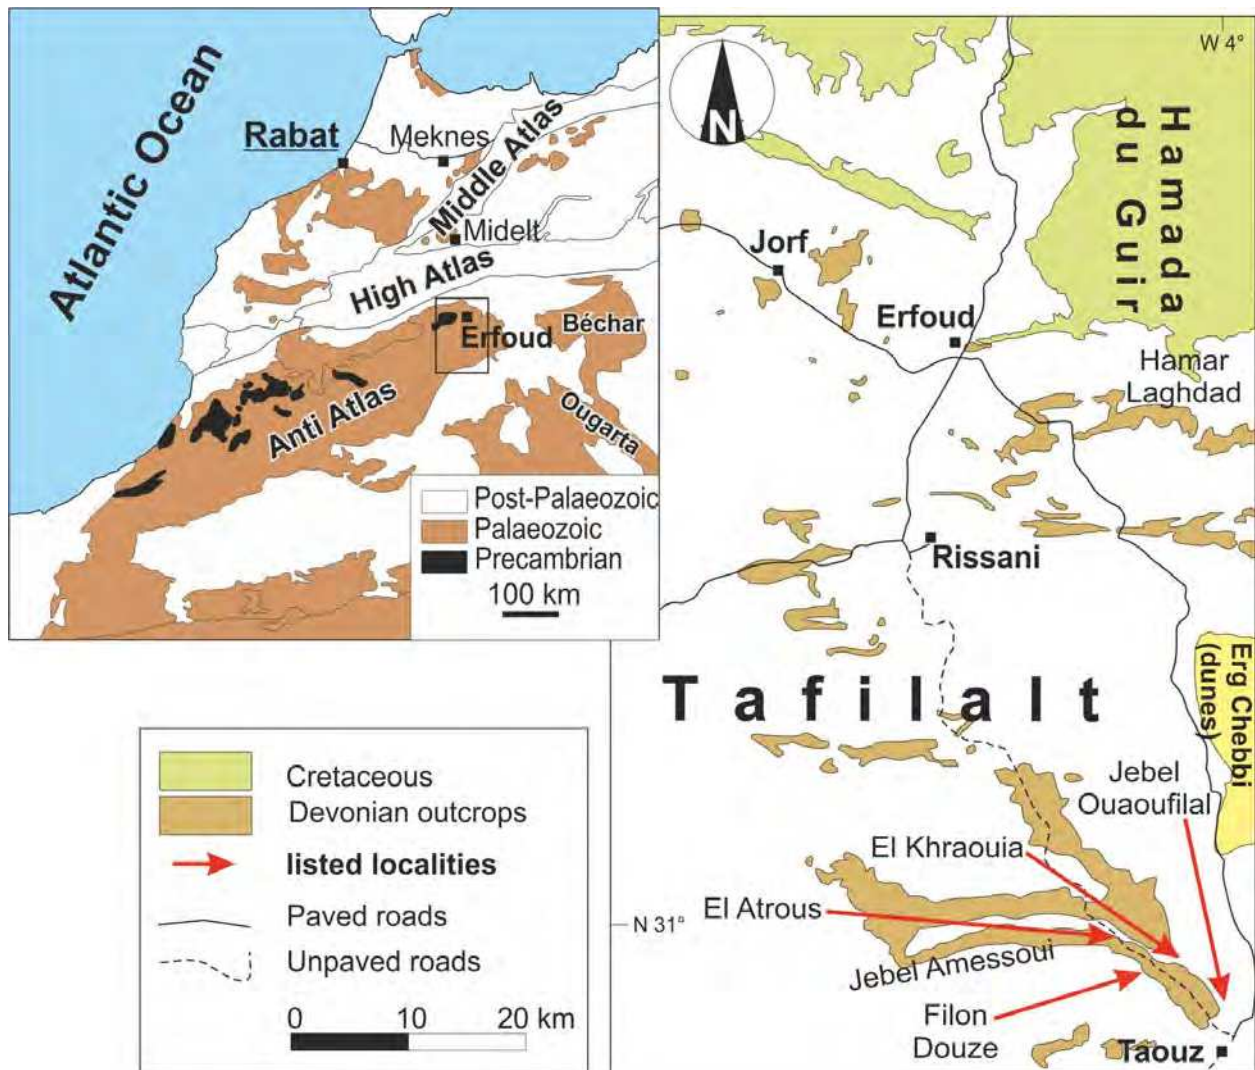 Atlantic Ocean
Rabat
Meknes
Middle Atlas
Midelt
High Atlas
Erfoud
Béchar
Anti Atlas
Ougarta
Post-Palaeozoic
Palaeozoic
Precambrian
100 km
W 4°
N
Hamada
du Guir
Jorf
Erfoud
Hamar
Laghdad
Rissani
Tafilalt
Erg Chebbi
(dunes)
Jebel
Ouaoufilal
El Khraouia
El Atrous
N 31°
Jebel Amessoui
Filon
Douze
Taouz
Cretaceous
Devonian outcrops
listed localities
Paved roads
Unpaved roads
0 10 20 km